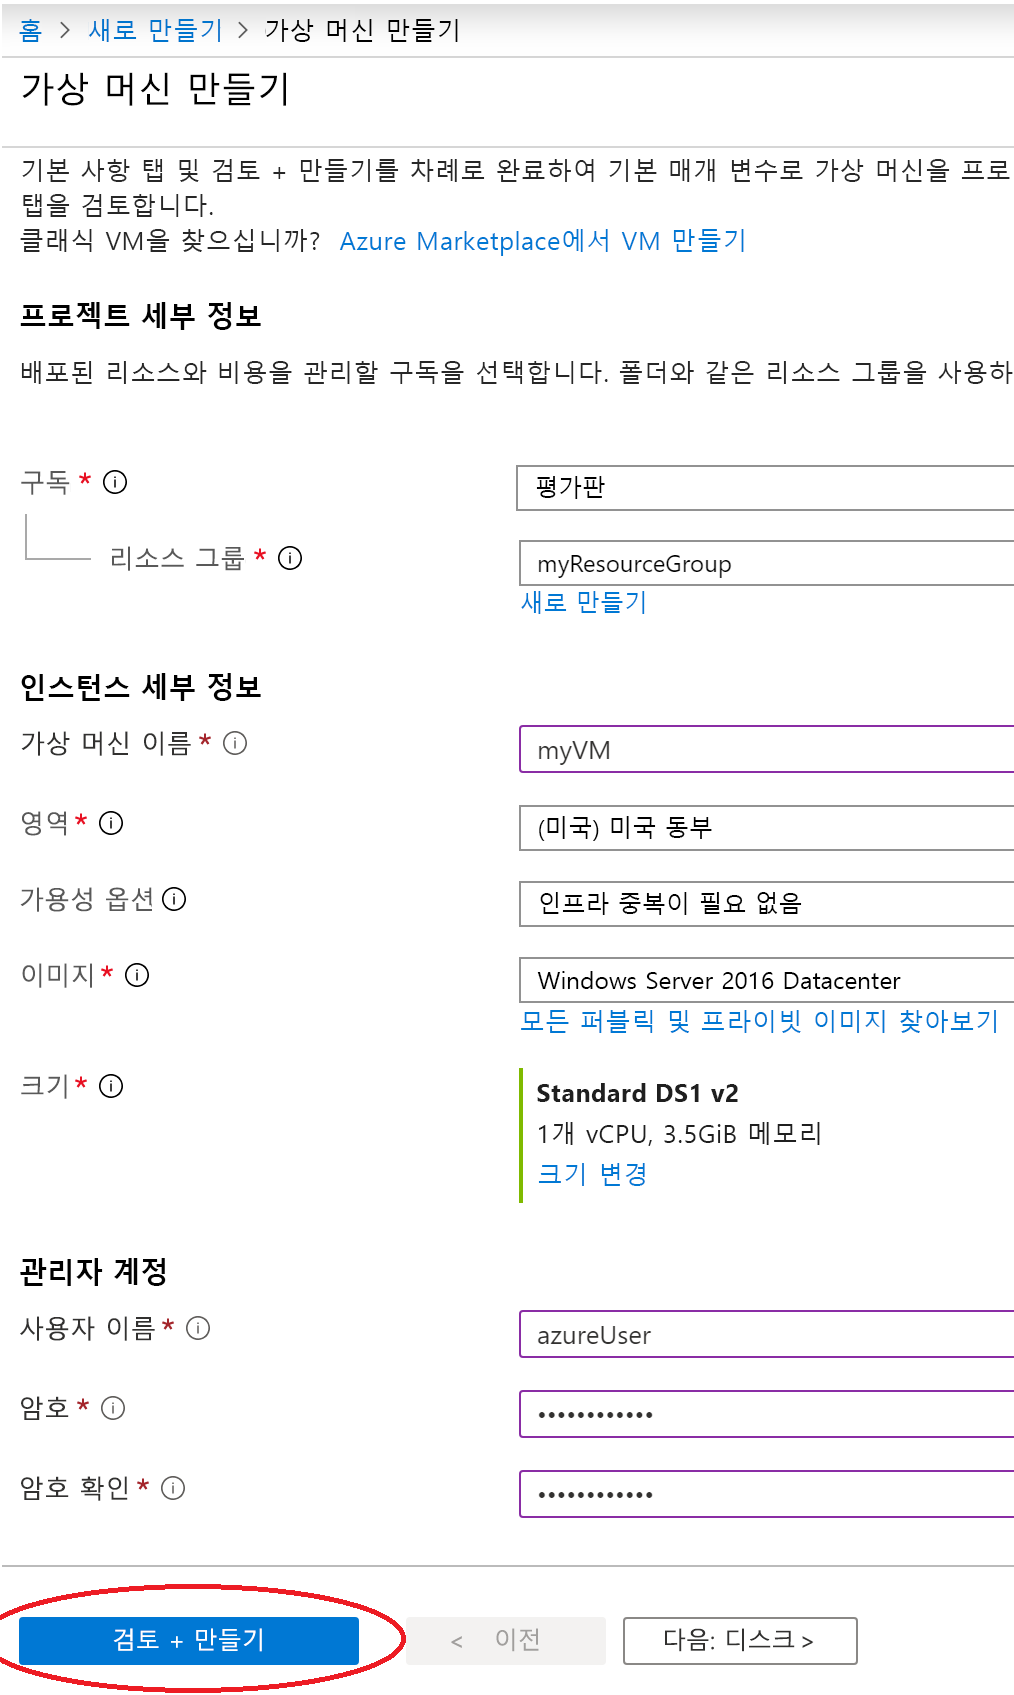 홈 > 새로 만들기 > 가상 머신 만들기
가상 머신 만들기
기본 사항 탭 및 검토 + 만들기를 차례로 완료하여 기본 매개 변수로 가상 머신을 프로
탭을 검토합니다.
클래식 VM을 찾으십니까? Azure Marketplace에서 VM 만들기
프로젝트 세부 정보
배포된 리소스와 비용을 관리할 구독을 선택합니다. 폴더와 같은 리소스 그룹을 사용하
구독 *
평가판
리소스 그룹 *
myResourceGroup
새로 만들기
인스턴스 세부 정보
가상 머신 이름 *
myVM
영역 *
(미국) 미국 동부
가용성 옵션
인프라 중복이 필요 없음
이미지 *
Windows Server 2016 Datacenter
모든 퍼블릭 및 프라이빗 이미지 찾아보기
크기 *
Standard DS1 v2
1개 vCPU, 3.5GiB 메모리
크기 변경
관리자 계정
사용자 이름 *
azureUser
암호 *
••••••••••••
암호 확인 *
••••••••••••
검토 + 만들기
< 이전
다음: 디스크 >